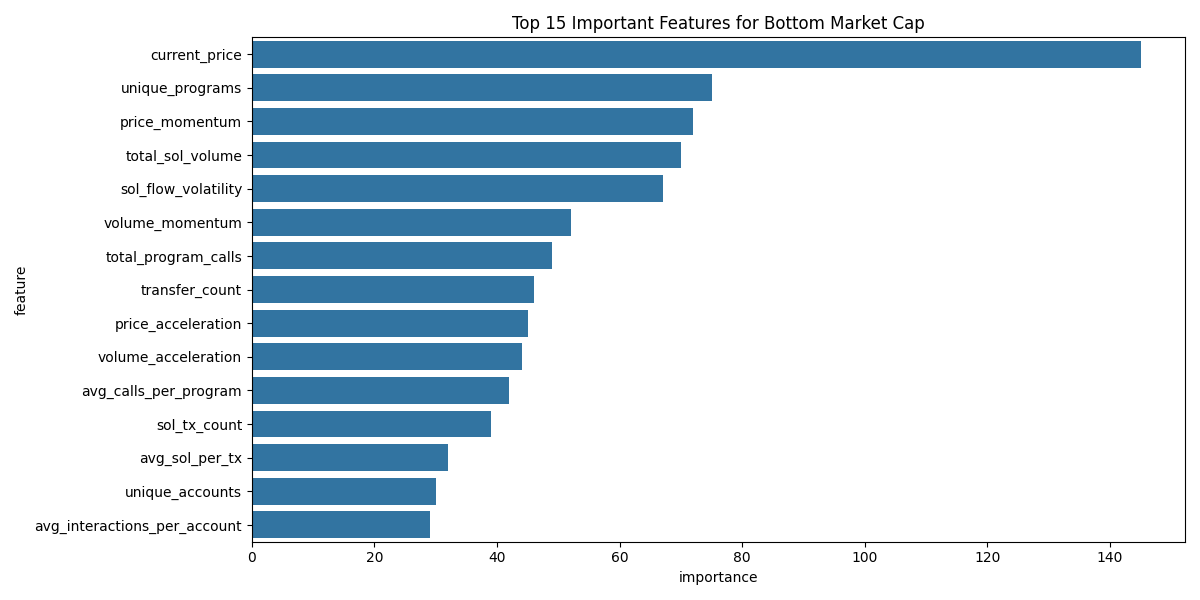 Top 15 Important Features for Bottom Market Cap
feature
current_price
unique_programs
price_momentum
total_sol_volume
sol_flow_volatility
volume_momentum
total_program_calls
transfer_count
price_acceleration
volume_acceleration
avg_calls_per_program
sol_tx_count
avg_sol_per_tx
unique_accounts
avg_interactions_per_account
0 20 40 60 80 100 120 140
importance